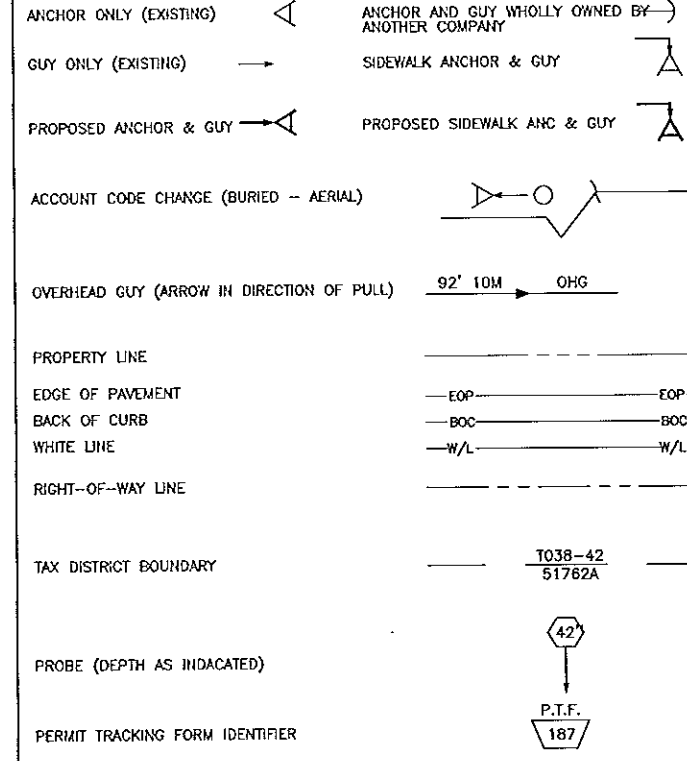 ANCHOR ONLY (EXISTING)
ANCHOR AND GUY WHOLLY OWNED BY
ANOTHER COMPANY
GUY ONLY (EXISTING)
SIDEWALK ANCHOR & GUY
PROPOSED ANCHOR & GUY
PROPOSED SIDEWALK ANC & GUY
ACCOUNT CODE CHANGE (BURIED -- AERIAL)
OVERHEAD GUY (ARROW IN DIRECTION OF PULL)
92' 10M
OHG
PROPERTY LINE
EDGE OF PAVEMENT
EOP
EOP
BACK OF CURB
BOC
BOC
WHITE LINE
W/L
W/L
RIGHT-OF-WAY LINE
TAX DISTRICT BOUNDARY
T038-42
51762A
42"
PROBE (DEPTH AS INDACATED)
P.T.F.
PERMIT TRACKING FORM IDENTIFIER
187